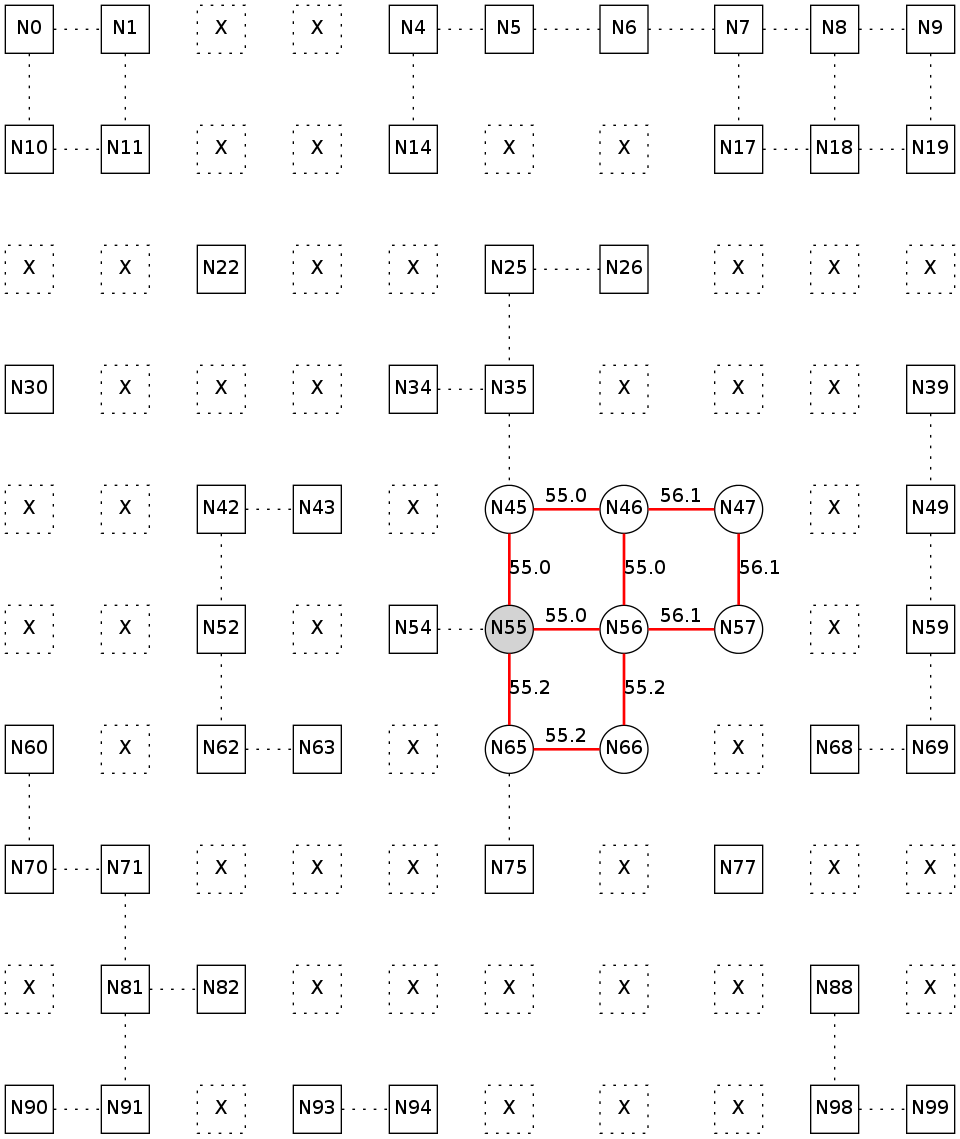 N0 N1 X X N4 N5 N6 N7 N8 N9
N10 N11 X X N14 X X N17 N18 N19
X X N22 X X N25 N26 X X X
N30 X X X N34 N35 X X X N39
55.0 56.1
X X N42 N43 X N45 N46 N47 X N49
55.0 55.0 56.1
55.0 56.1
X X N52 X N54 N55 N56 N57 X N59
55.2 55.2
55.2
N60 X N62 N63 X N65 N66 X N68 N69
N70 N71 X X X N75 X N77 X X
X N81 N82 X X X X X N88 X
N90 N91 X N93 N94 X X X N98 N99